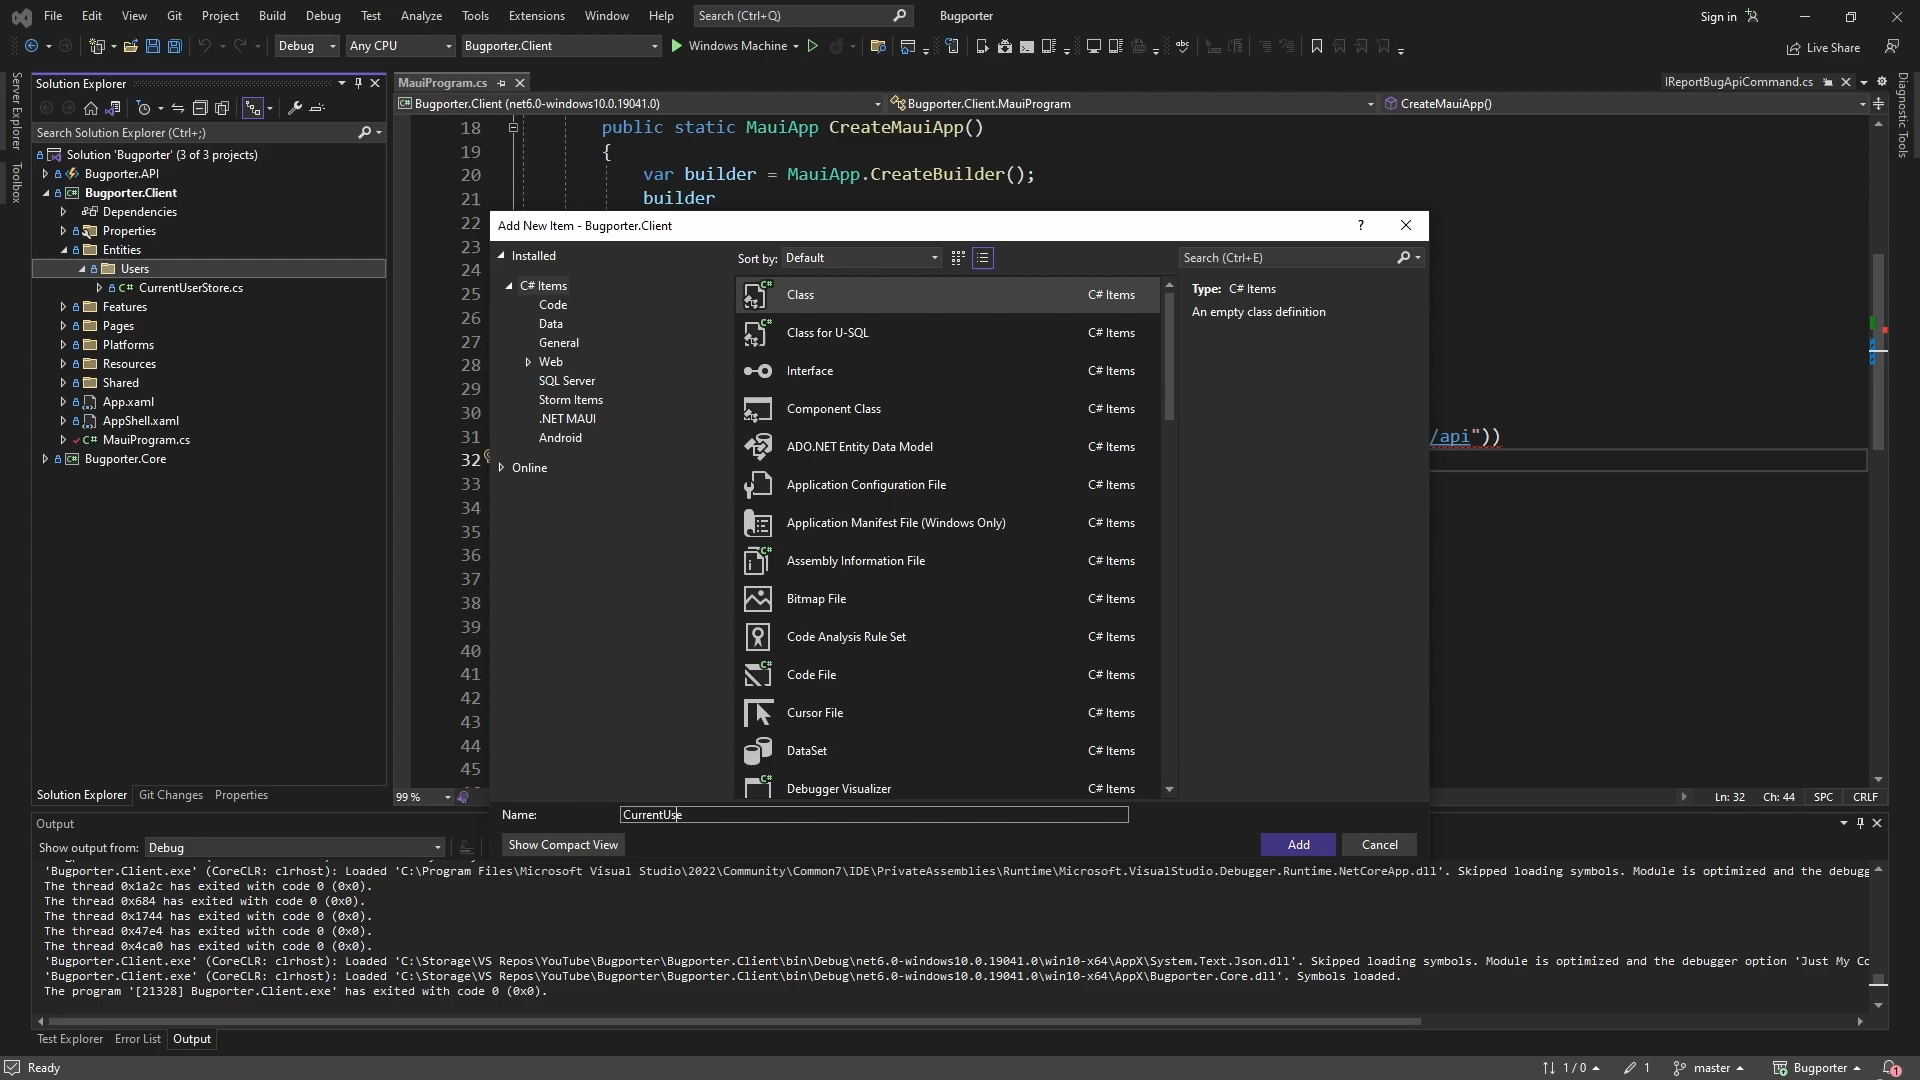 File Edit View Git Project Build Debug Test Analyze Tools Extensions Window Help Search (Ctrl+Q) Bugporter Sign in
Debug Any CPU Bugporter.Client Windows Machine Live Share
Server Explorer
Toolbox
Diagnostic Tools
Solution Explorer
Search Solution Explorer (Ctrl+;)
Solution 'Bugporter' (3 of 3 projects)
Bugporter.API
Bugporter.Client
Dependencies
Properties
Entities
Users
CurrentUserStore.cs
Features
Pages
Platforms
Resources
Shared
App.xaml
AppShell.xaml
MauiProgram.cs
Bugporter.Core
Solution Explorer Git Changes Properties
MauiProgram.cs IReportBugApiCommand.cs
Bugporter.Client (net6.0-windows10.0.19041.0) Bugporter.Client.MauiProgram CreateMauiApp()
18 public static MauiApp CreateMauiApp()
19 {
20 var builder = MauiApp.CreateBuilder();
21 builder
22
23
24
25
26
27
28
29
30
31 /api"))
32
33
34
35
36
37
38
39
40
41
42
43
44
45
99 % Ln: 32 Ch: 44 SPC CRLF
Add New Item - Bugporter.Client ?
Installed
C# Items
Code
Data
General
Web
SQL Server
Storm Items
.NET MAUI
Android
Online
Sort by: Default
Search (Ctrl+E)
Class C# Items
Class for U-SQL C# Items
Interface C# Items
Component Class C# Items
ADO.NET Entity Data Model C# Items
Application Configuration File C# Items
Application Manifest File (Windows Only) C# Items
Assembly Information File C# Items
Bitmap File C# Items
Code Analysis Rule Set C# Items
Code File C# Items
Cursor File C# Items
DataSet C# Items
Debugger Visualizer C# Items
Type: C# Items
An empty class definition
Name: CurrentUse
Show Compact View Add Cancel
Output
Show output from: Debug
'Bugporter.Client.exe' (CoreCLR: clrhost): Loaded 'C:\Program Files\Microsoft Visual Studio\2022\Community\Common7\IDE\PrivateAssemblies\Runtime\Microsoft.VisualStudio.Debugger.Runtime.NetCoreApp.dll'. Skipped loading symbols. Module is optimized and the debugg
The thread 0x1a2c has exited with code 0 (0x0).
The thread 0x684 has exited with code 0 (0x0).
The thread 0x1744 has exited with code 0 (0x0).
The thread 0x47e4 has exited with code 0 (0x0).
The thread 0x4ca0 has exited with code 0 (0x0).
'Bugporter.Client.exe' (CoreCLR: clrhost): Loaded 'C:\Storage\VS Repos\YouTube\Bugporter\Bugporter.Client\bin\Debug\net6.0-windows10.0.19041.0\win10-x64\AppX\System.Text.Json.dll'. Skipped loading symbols. Module is optimized and the debugger option 'Just My Co
'Bugporter.Client.exe' (CoreCLR: clrhost): Loaded 'C:\Storage\VS Repos\YouTube\Bugporter\Bugporter.Client\bin\Debug\net6.0-windows10.0.19041.0\win10-x64\AppX\Bugporter.Core.dll'. Symbols loaded.
The program '[21328] Bugporter.Client.exe' has exited with code 0 (0x0).
Test Explorer Error List Output
Ready 1 / 0 1 master Bugporter 1